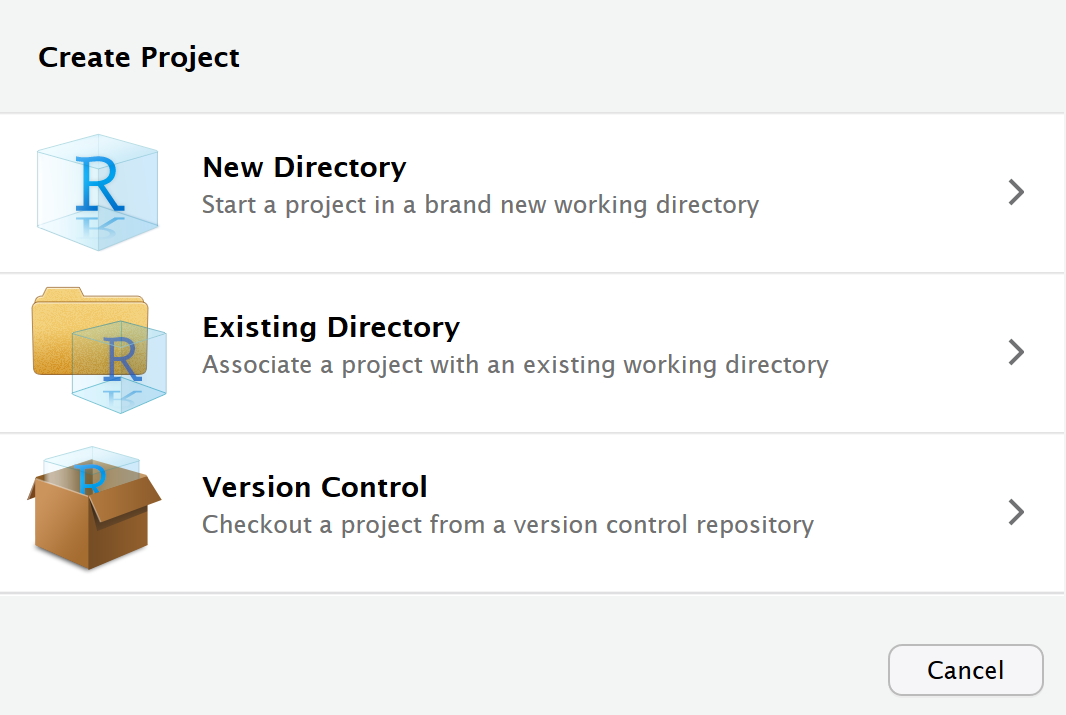 Create Project
R
New Directory
Start a project in a brand new working directory
R
Existing Directory
Associate a project with an existing working directory
R
Version Control
Checkout a project from a version control repository
Cancel